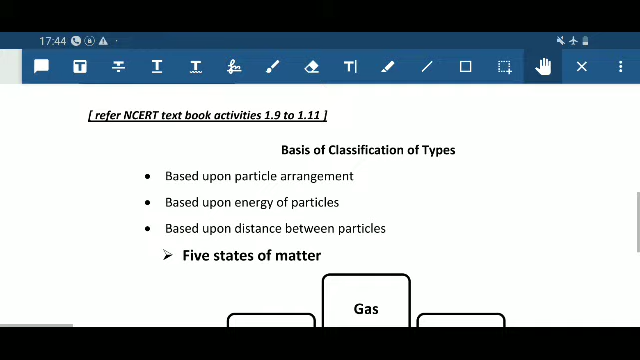 17:44
[ refer NCERT text book activities 1.9 to 1.11 ]
Basis of Classification of Types
• Based upon particle arrangement
• Based upon energy of particles
• Based upon distance between particles
➢ Five states of matter
Gas